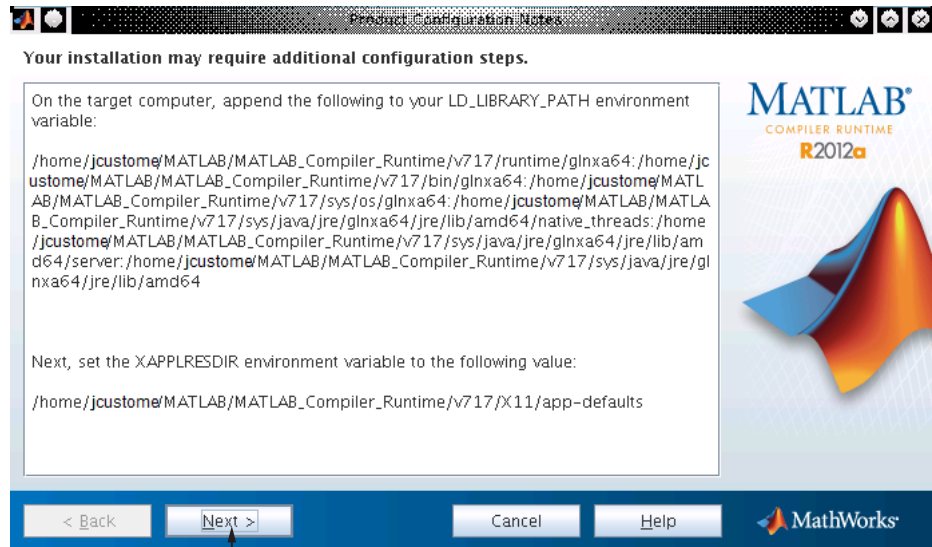 Product Configuration Notes
Your installation may require additional configuration steps.
On the target computer, append the following to your LD_LIBRARY_PATH environment
variable:
/home/jcustome/MATLAB/MATLAB_Compiler_Runtime/v717/runtime/glnxa64:/home/jc
ustome/MATLAB/MATLAB_Compiler_Runtime/v717/bin/glnxa64:/home/jcustome/MATL
AB/MATLAB_Compiler_Runtime/v717/sys/os/glnxa64:/home/jcustome/MATLAB/MATLA
B_Compiler_Runtime/v717/sys/java/jre/glnxa64/jre/lib/amd64/native_threads:/home
/jcustome/MATLAB/MATLAB_Compiler_Runtime/v717/sys/java/jre/glnxa64/jre/lib/am
d64/server:/home/jcustome/MATLAB/MATLAB_Compiler_Runtime/v717/sys/java/jre/gl
nxa64/jre/lib/amd64
Next, set the XAPPLRESDIR environment variable to the following value:
/home/jcustome/MATLAB/MATLAB_Compiler_Runtime/v717/X11/app-defaults
MATLAB®
COMPILER RUNTIME
R2012a
< Back
Next >
Cancel
Help
MathWorks®